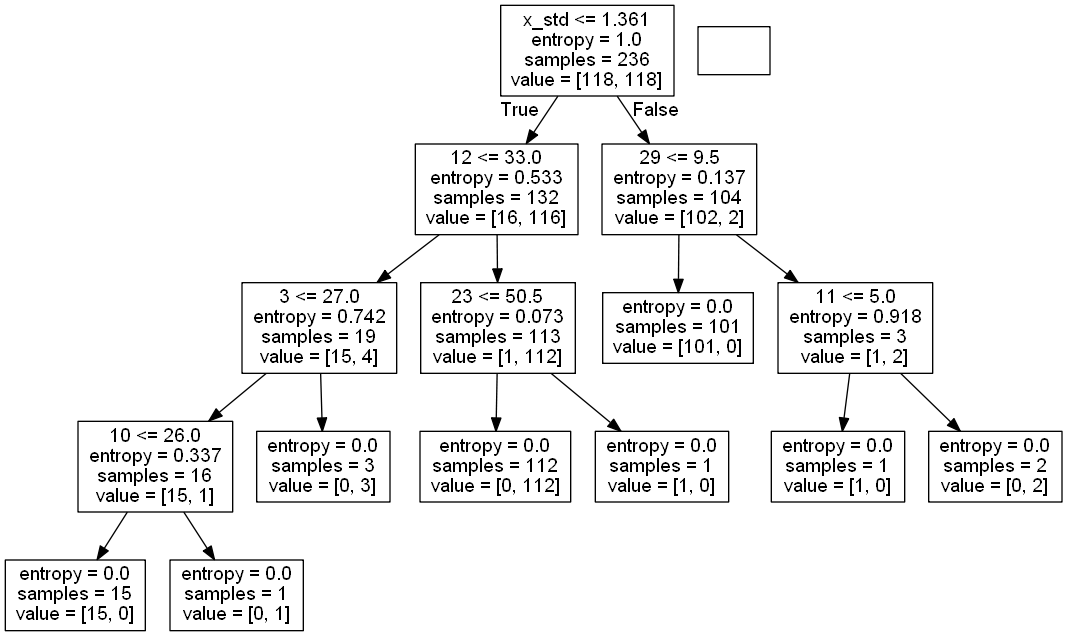 x_std <= 1.361
entropy = 1.0
samples = 236
value = [118, 118]
True
False
12 <= 33.0
entropy = 0.533
samples = 132
value = [16, 116]
29 <= 9.5
entropy = 0.137
samples = 104
value = [102, 2]
3 <= 27.0
entropy = 0.742
samples = 19
value = [15, 4]
23 <= 50.5
entropy = 0.073
samples = 113
value = [1, 112]
entropy = 0.0
samples = 101
value = [101, 0]
11 <= 5.0
entropy = 0.918
samples = 3
value = [1, 2]
10 <= 26.0
entropy = 0.337
samples = 16
value = [15, 1]
entropy = 0.0
samples = 3
value = [0, 3]
entropy = 0.0
samples = 112
value = [0, 112]
entropy = 0.0
samples = 1
value = [1, 0]
entropy = 0.0
samples = 1
value = [1, 0]
entropy = 0.0
samples = 2
value = [0, 2]
entropy = 0.0
samples = 15
value = [15, 0]
entropy = 0.0
samples = 1
value = [0, 1]